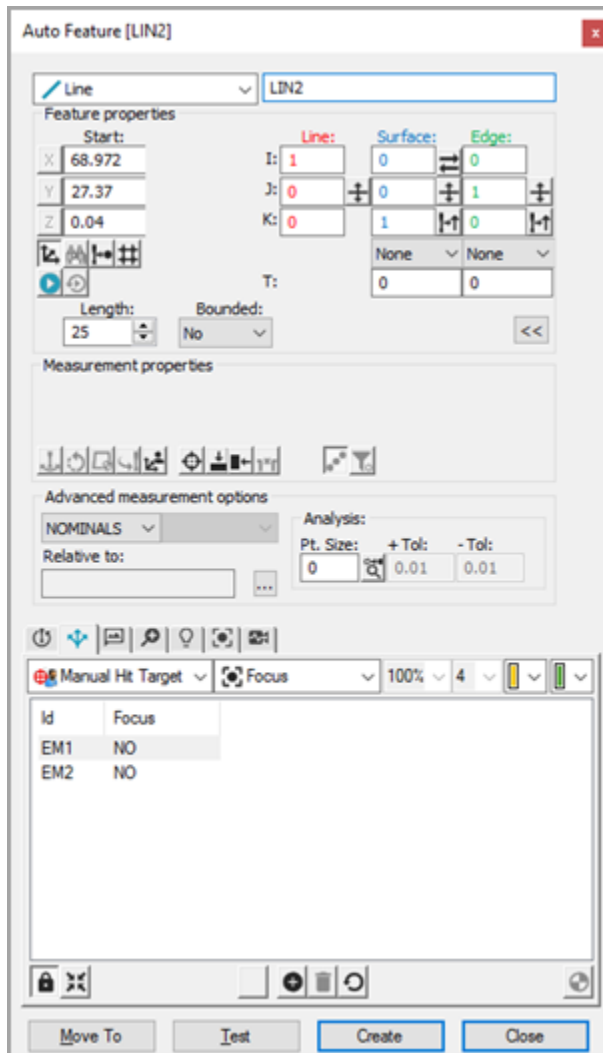 Auto Feature [LIN2]
x
Line
LIN2
Feature properties
Start:
Line:
Surface:
Edge:
X 68.972
I: 1 0 0
Y 27.37
J: 0 0 1
Z 0.04
K: 0 1 0
None None
T: 0 0
Length:
Bounded:
25
No
<<
Measurement properties
Advanced measurement options
NOMINALS
Relative to:
...
Analysis:
Pt. Size: + Tol: - Tol:
0 0.01 0.01
Manual Hit Target
Focus
100%
4
Id Focus
EM1 NO
EM2 NO
Move To
Test
Create
Close